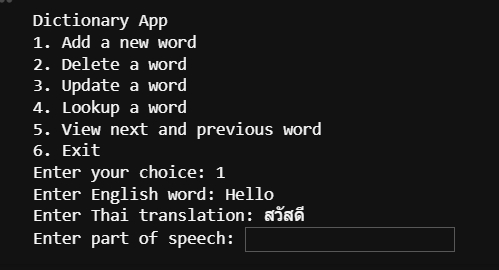 Dictionary App
1. Add a new word
2. Delete a word
3. Update a word
4. Lookup a word
5. View next and previous word
6. Exit
Enter your choice: 1
Enter English word: Hello
Enter Thai translation: สวัสดี
Enter part of speech: